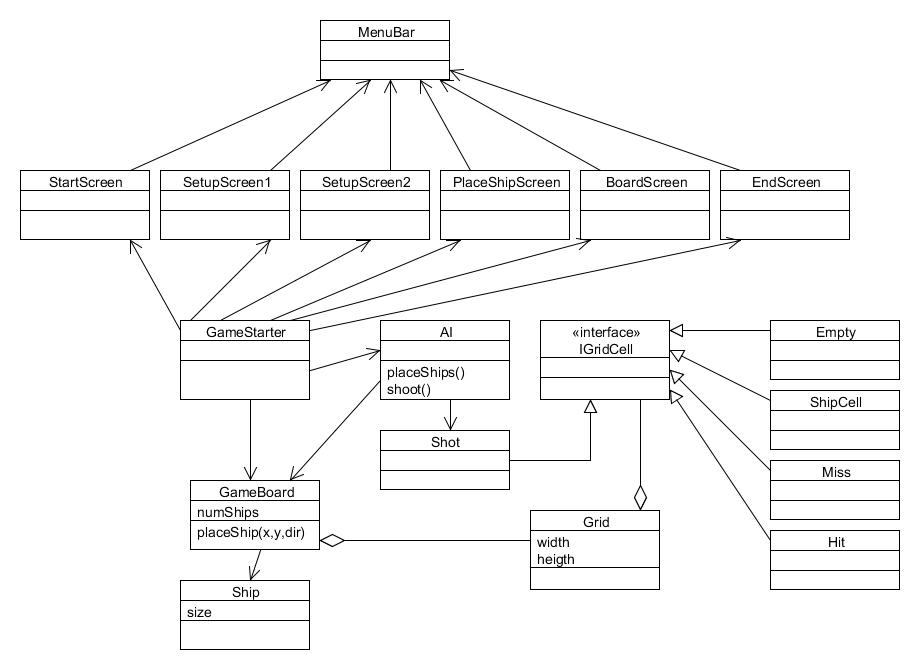 MenuBar
StartScreen
SetupScreen1
SetupScreen2
PlaceShipScreen
BoardScreen
EndScreen
GameStarter
AI
placeShips()
shoot()
«interface»
IGridCell
Empty
ShipCell
Shot
Miss
GameBoard
numShips
placeShip(x,y,dir)
Grid
width
heigth
Hit
Ship
size